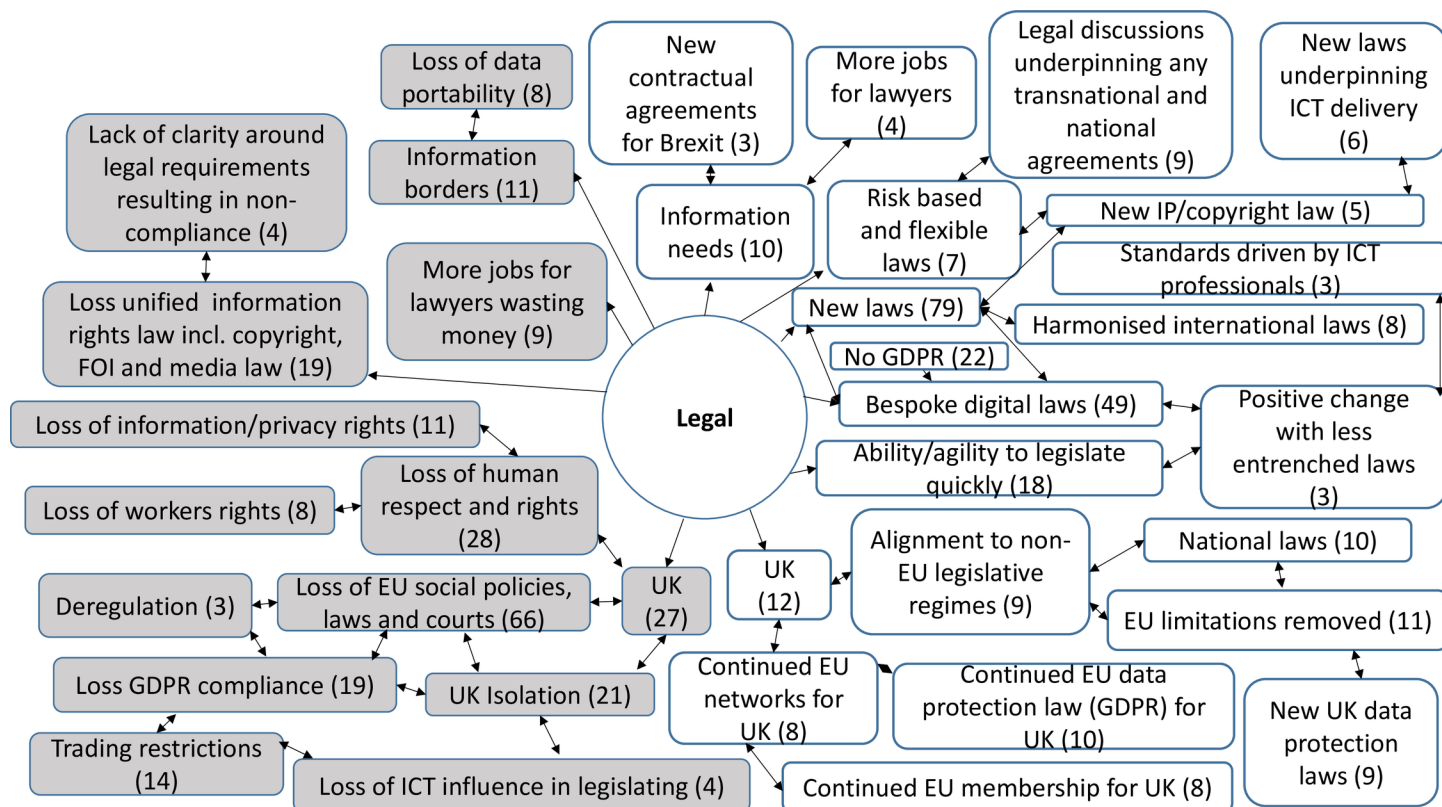 Loss of data
portability (8)
Information
borders (11)
Lack of clarity around
legal requirements
resulting in non-
compliance (4)
Loss unified  information
rights law incl. copyright,
FOI and media law (19)
More jobs for
lawyers wasting
money (9)
New
contractual
agreements
for Brexit (3)
More jobs
for lawyers
(4)
Information
needs (10)
Legal discussions
underpinning any
transnational and
national
agreements (9)
New laws
underpinning
ICT delivery
(6)
Risk based
and flexible
laws (7)
New IP/copyright law (5)
Standards driven by ICT
professionals (3)
New laws (79)
Harmonised international laws (8)
No GDPR (22)
Bespoke digital laws (49)
Positive change
with less
entrenched laws
(3)
Ability/agility to legislate
quickly (18)
Legal
Loss of information/privacy rights (11)
Loss of human
respect and rights
(28)
Loss of workers rights (8)
UK
(27)
Loss of EU social policies,
laws and courts (66)
Deregulation (3)
Loss GDPR compliance (19)
UK Isolation (21)
Trading restrictions
(14)
Loss of ICT influence in legislating (4)
UK
(12)
Alignment to non-
EU legislative
regimes (9)
National laws (10)
EU limitations removed (11)
Continued EU
networks for
UK (8)
Continued EU data
protection law (GDPR) for
UK (10)
New UK data
protection
laws (9)
Continued EU membership for UK (8)